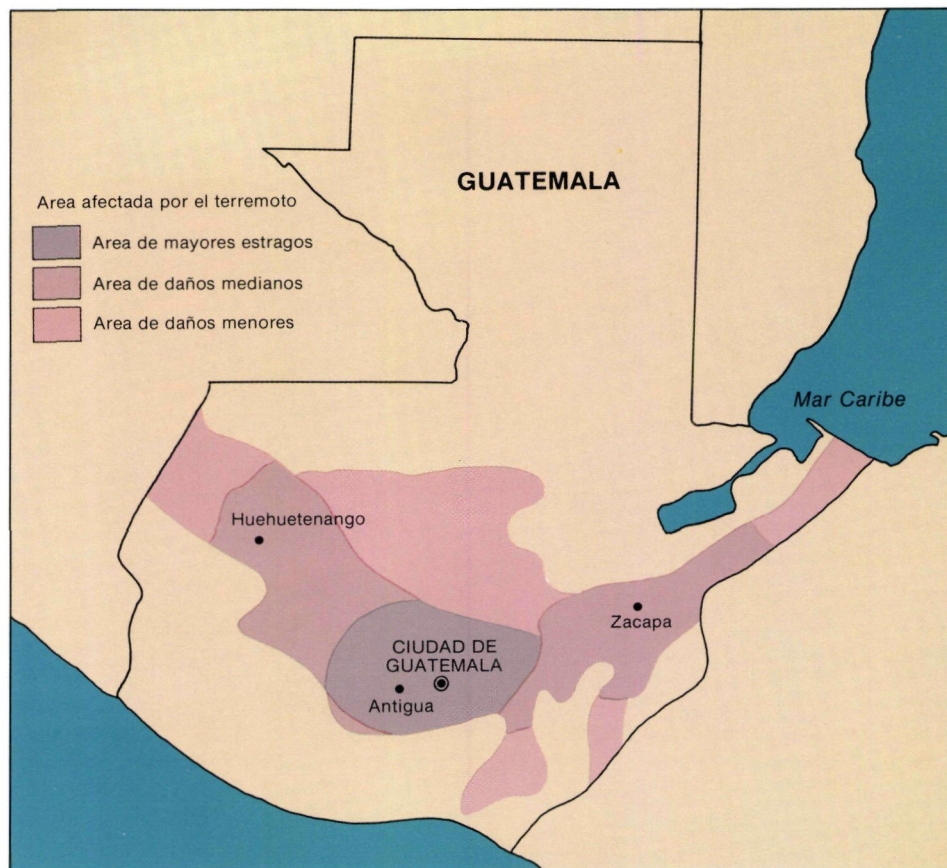 GUATEMALA
Area afectada por el terremoto
Area de mayores estragos
Area de daños medianos
Area de daños menores
Mar Caribe
Huehuetenango
Zacapa
CIUDAD DE
GUATEMALA
Antigua